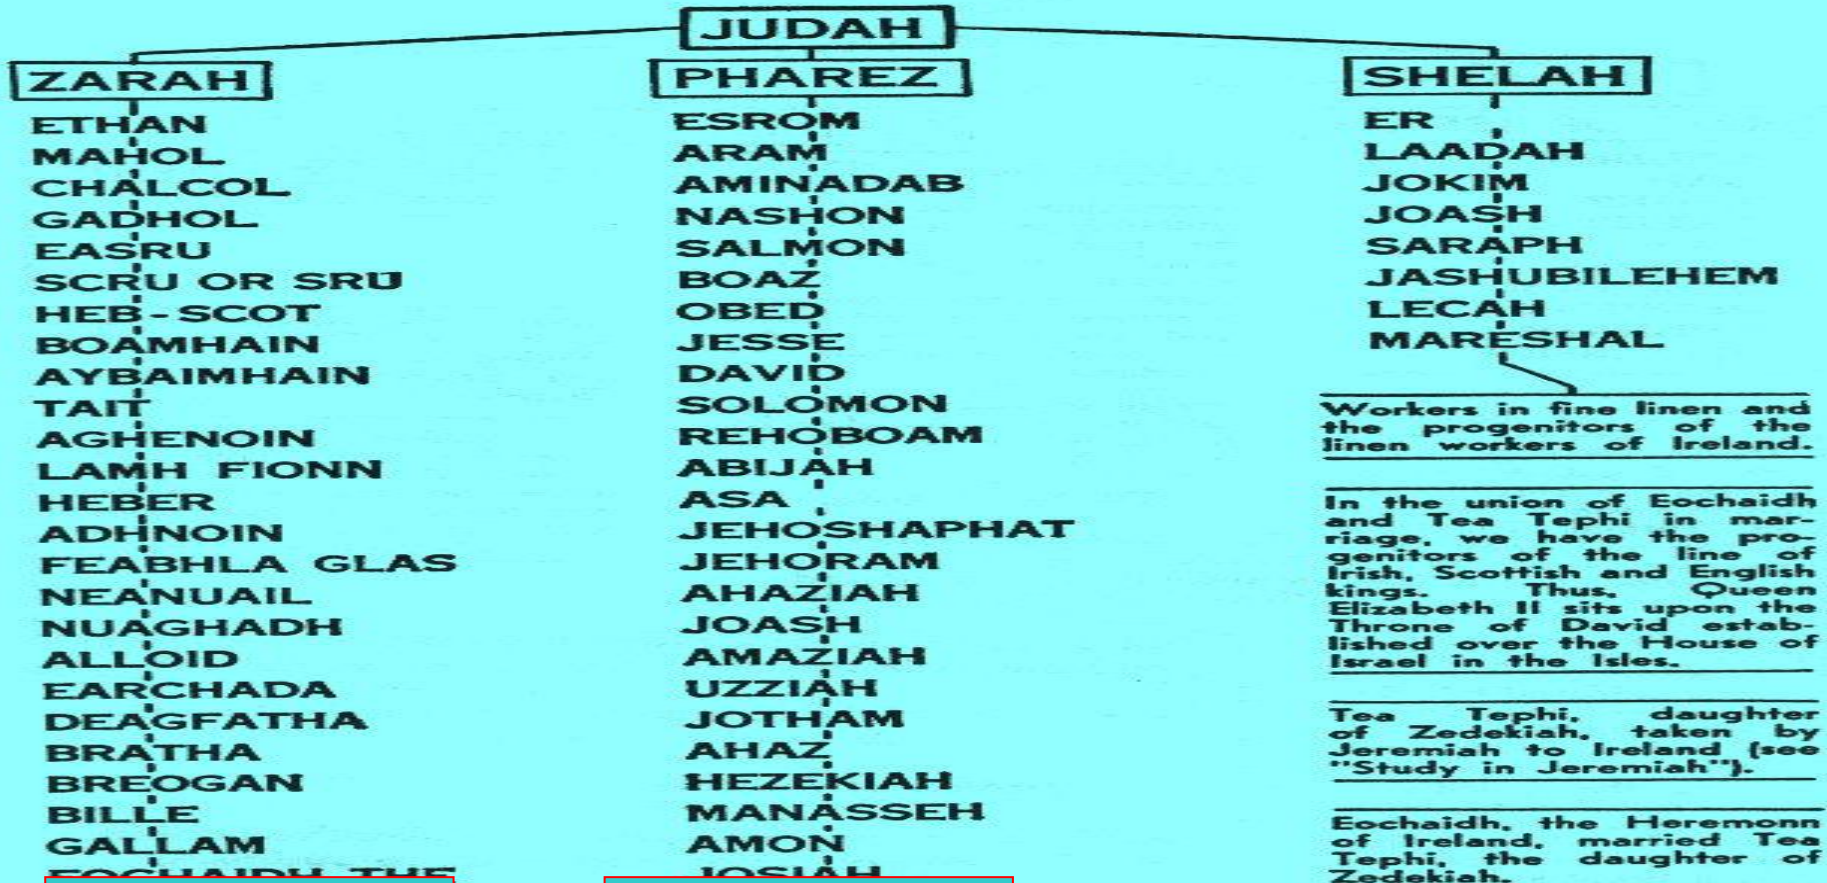 JUDAH
ZARAH
ETHAN
MAHOL
CHALCOL
GADHOL
EASRU
SCRU OR SRU
HEB-SCOT
BOAMHAIN
AYBAIMHAIN
TAIT
AGHENOIN
LAMH FIONN
HEBER
ADHNOIN
FEABHLA GLAS
NEANUAIL
NUAGHADH
ALLOID
EARCHADA
DEAGFATHA
BRATHA
BREOGAN
BILLE
GALLAM
EOCHAIDH THE
PHAREZ
ESROM
ARAM
AMINADAB
NASHON
SALMON
BOAZ
OBED
JESSE
DAVID
SOLOMON
REHOBOAM
ABIJAH
ASA
JEHOSHAPHAT
JEHORAM
AHAZIAH
JOASH
AMAZIAH
UZZIAH
JOTHAM
AHAZ
HEZEKIAH
MANASSEH
AMON
JOSIAH
SHELAH
ER
LAADAH
JOKIM
JOASH
SARAPH
JASHUBILEHEM
LECAH
MARESHAL
Workers in fine linen and
the progenitors of the
linen workers of Ireland.
In the union of Eochaidh
and Tea Tephi in mar-
riage, we have the pro-
genitors of the line of
Irish, Scottish and English
kings. Thus, Queen
Elizabeth II sits upon the
Throne of David estab-
lished over the House of
Israel in the Isles.
Tea Tephi, daughter
of Zedekiah, taken by
Jeremiah to Ireland (see
"Study in Jeremiah").
Eochaidh, the Heremonn
of Ireland, married Tea
Tephi, the daughter of
Zedekiah.